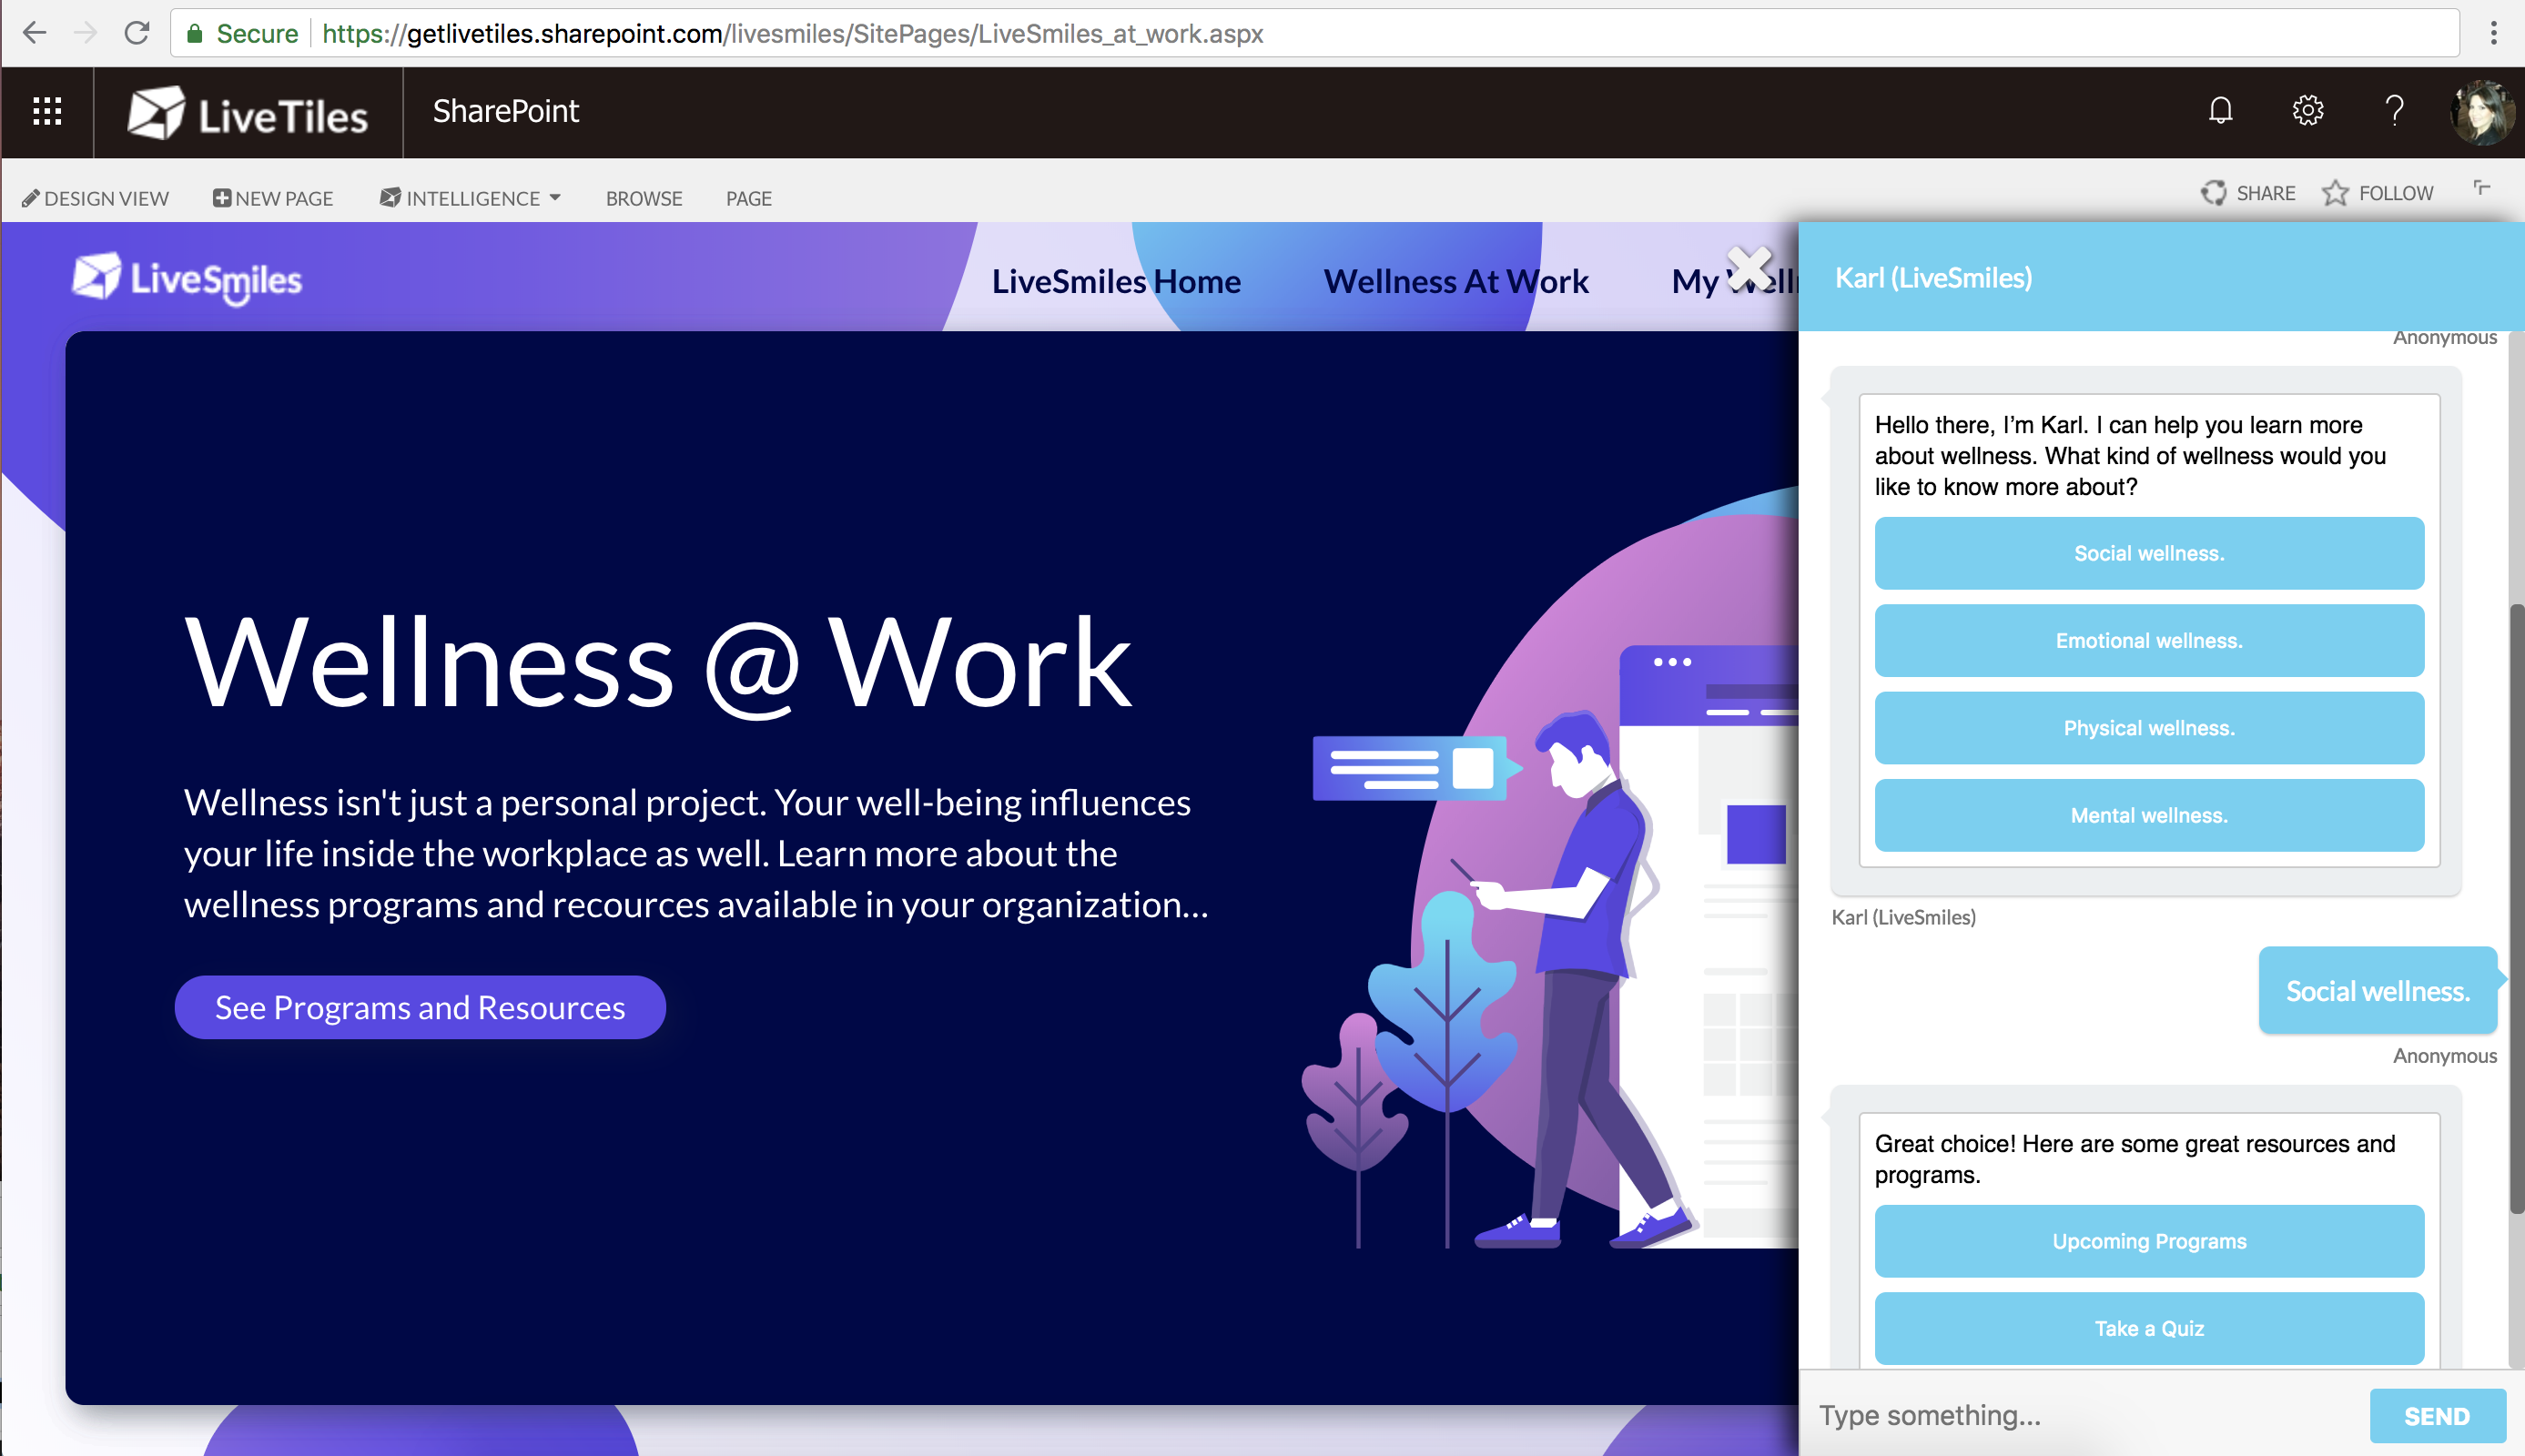 Secure https://getlivetiles.sharepoint.com/livesmiles/SitePages/LiveSmiles_at_work.aspx
LiveTiles SharePoint
DESIGN VIEW NEW PAGE INTELLIGENCE BROWSE PAGE SHARE FOLLOW
LiveSmiles LiveSmiles Home Wellness At Work My
Wellness @ Work
Wellness isn't just a personal project. Your well-being influences
your life inside the workplace as well. Learn more about the
wellness programs and recources available in your organization...
See Programs and Resources
Karl (LiveSmiles)
Anonymous
Hello there, I’m Karl. I can help you learn more
about wellness. What kind of wellness would you
like to know more about?
Social wellness.
Emotional wellness.
Physical wellness.
Mental wellness.
Karl (LiveSmiles)
Social wellness.
Anonymous
Great choice! Here are some great resources and
programs.
Upcoming Programs
Take a Quiz
Type something...
SEND